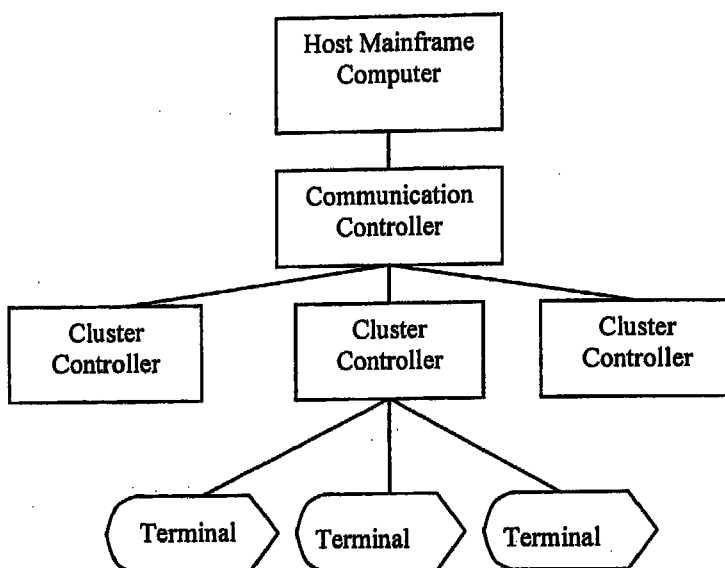 Host Mainframe
Computer
Communication
Controller
Cluster
Controller
Cluster
Controller
Cluster
Controller
Terminal
Terminal
Terminal